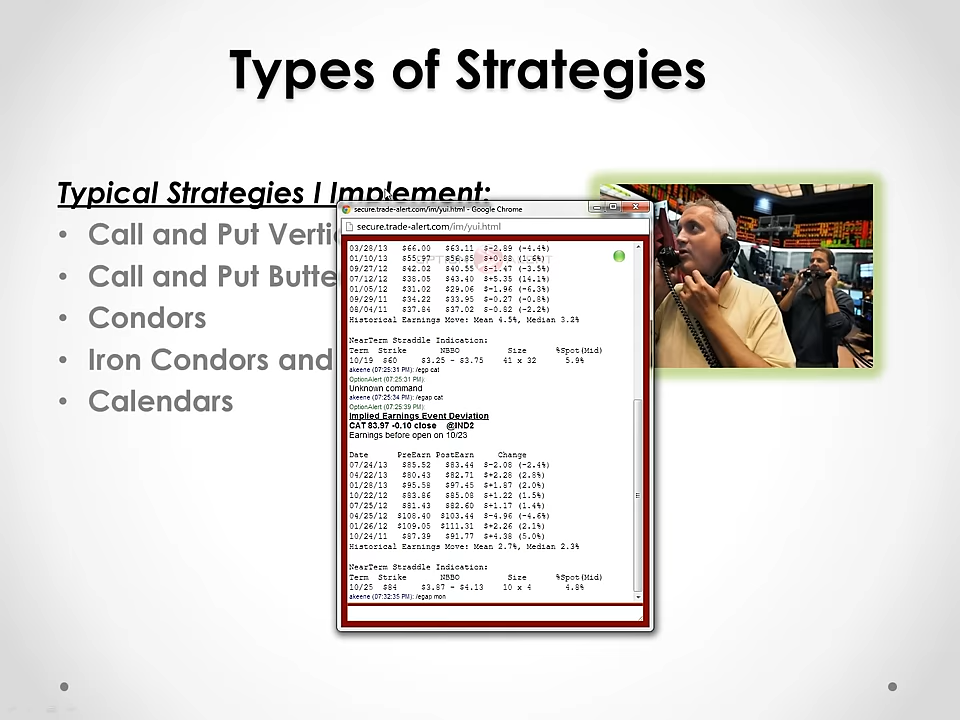 Types of Strategies
Typical Strategies I Implement:
• Call and Put Verti
• Call and Put Butte
• Condors
• Iron Condors and
• Calendars
secure.trade-alert.com/im/yui.html - Google Chrome
secure.trade-alert.com/im/yui.html
03/28/13 $66.00 $63.11 $-2.89 (-4.4%)
01/10/13 $55.97 $56.85 $+0.88 (1.6%)
09/27/12 $42.02 $40.55 $-1.47 (-3.5%)
07/12/12 $38.05 $43.40 $+5.35 (14.1%)
01/05/12 $31.02 $29.06 $-1.96 (-6.3%)
09/29/11 $34.22 $33.95 $-0.27 (-0.8%)
08/04/11 $37.84 $37.02 $-0.82 (-2.2%)
Historical Earnings Move: Mean 4.5%, Median 3.2%
NearTerm Straddle Indication:
Term Strike NBBO Size %Spot(Mid)
10/19 $60 $3.25 - $3.75 41 x 32 5.9%
akeene (07:25:31 PM): /egp cat
OptionAlert (07:25:31 PM):
Unknown command
akeene (07:25:34 PM): /egap cat
OptionAlert (07:25:39 PM):
Implied Earnings Event Deviation
CAT 83.97 -0.10 close @IND2
Earnings before open on 10/23
Date PreEarn PostEarn Change
07/24/13 $85.52 $83.44 $-2.08 (-2.4%)
04/22/13 $80.43 $82.71 $+2.28 (2.8%)
01/28/13 $95.58 $97.45 $+1.87 (2.0%)
10/22/12 $83.86 $85.08 $+1.22 (1.5%)
07/25/12 $81.43 $82.60 $+1.17 (1.4%)
04/25/12 $108.40 $103.44 $-4.96 (-4.6%)
01/26/12 $109.05 $111.31 $+2.26 (2.1%)
10/24/11 $87.39 $91.77 $+4.38 (5.0%)
Historical Earnings Move: Mean 2.7%, Median 2.3%
NearTerm Straddle Indication:
Term Strike NBBO Size %Spot(Mid)
10/25 $84 $3.87 - $4.13 10 x 4 4.8%
akeene (07:32:35 PM): /egap mon